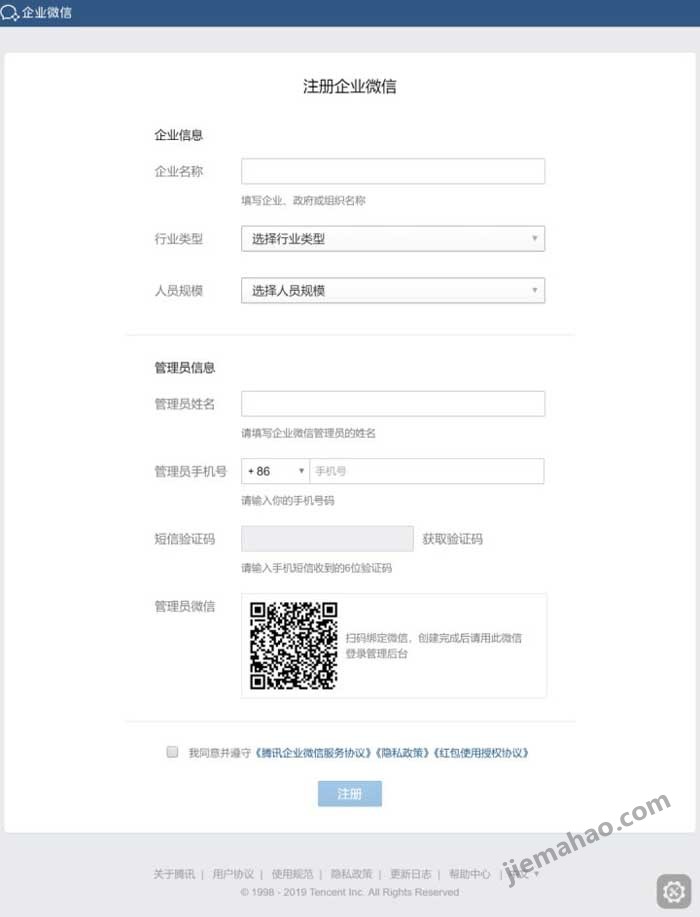 企业微信
注册企业微信
企业信息
企业名称
填写企业、政府或组织名称
行业类型 选择行业类型
人员规模 选择人员规模
管理员信息
管理员姓名
请填写企业微信管理员的姓名
管理员手机号 + 86 手机号
请输入你的手机号码
短信验证码 获取验证码
请输入手机短信收到的6位验证码
管理员微信
扫码绑定微信，创建完成后请用此微信
登录管理后台
我同意并遵守《腾讯企业微信服务协议》《隐私政策》《红包使用授权协议》
注册
jiemahao.com
关于腾讯 | 用户协议 | 使用规范 | 隐私政策 | 更新日志 | 帮助中心 | 中文
© 1998 - 2019 Tencent Inc. All Rights Reserved